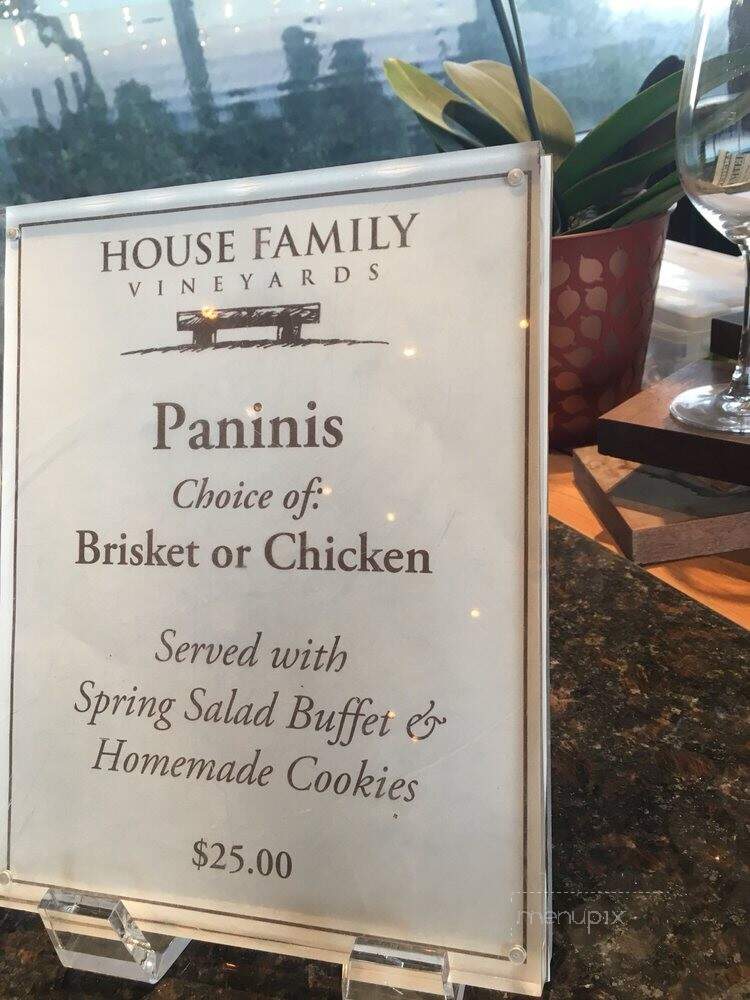 HOUSE FAMILY
VINEYARDS
Paninis
Choice of:
Brisket or Chicken
Served with
Spring Salad Buffet &
Homemade Cookies
$25.00
menupix